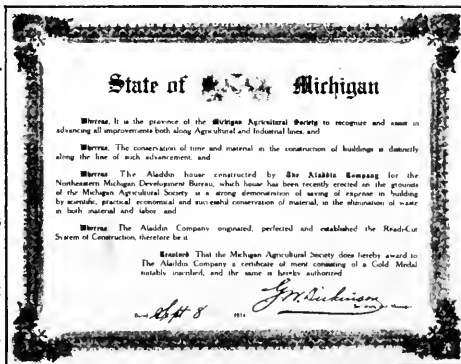 State of Michigan
Whereas, It is the province of the Michigan Agricultural Society to recognize and assist in
advancing all improvements both along Agricultural and Industrial lines, and
Whereas, The conservation of time and material in the construction of buildings is distinctly
along the line of such advancement, and
Whereas The Aladdin house constructed by The Aladdin Company for the
Northeastern Michigan Development Bureau, which house has been recently erected on the grounds
of the Michigan Agricultural Society is a strong demonstration of saving of expense in building
by scientific, practical economical and successful conservation of material, in the elimination of waste
in both material and labor and
Whereas The Aladdin Company originated, perfected and established the Readi-Cut
System of Construction, therefore be it
Resolved That the Michigan Agricultural Society does hereby award to
The Aladdin Company a certificate of merit consisting of a Gold Medal
suitably inscribed, and the same is hereby authorized
G W Dickinson
Sept 8